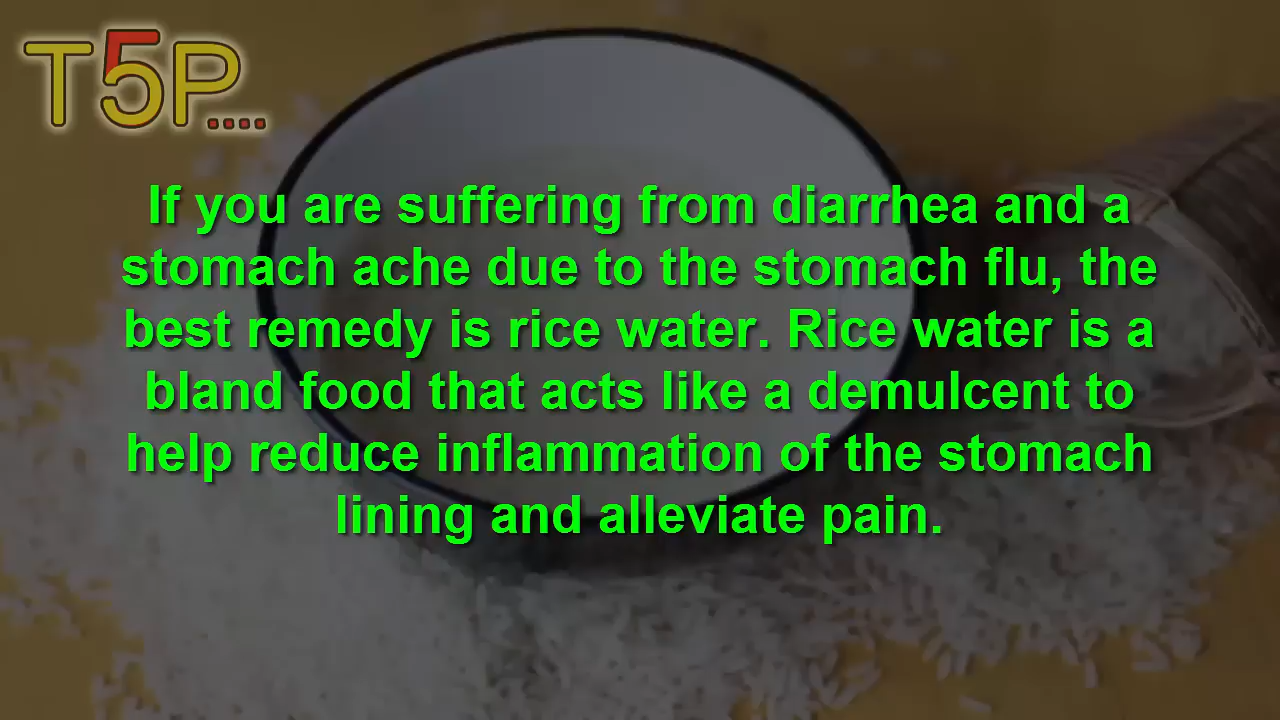 T5P....
If you are suffering from diarrhea and a
stomach ache due to the stomach flu, the
best remedy is rice water. Rice water is a
bland food that acts like a demulcent to
help reduce inflammation of the stomach
lining and alleviate pain.